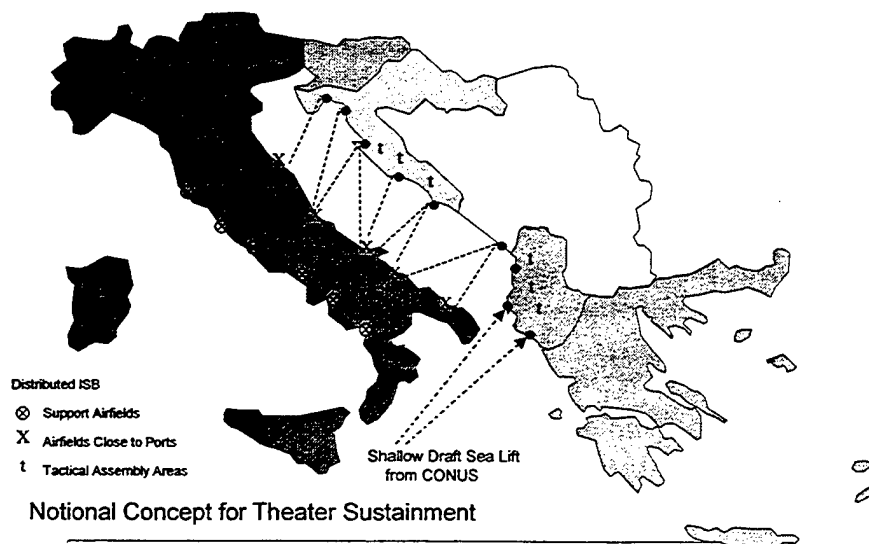 X
t
t
t
X
t
t
X
t
Distributed ISB
⊗ Support Airfields
X Airfields Close to Ports
t Tactical Assembly Areas
Shallow Draft Sea Lift
from CONUS
Notional Concept for Theater Sustainment